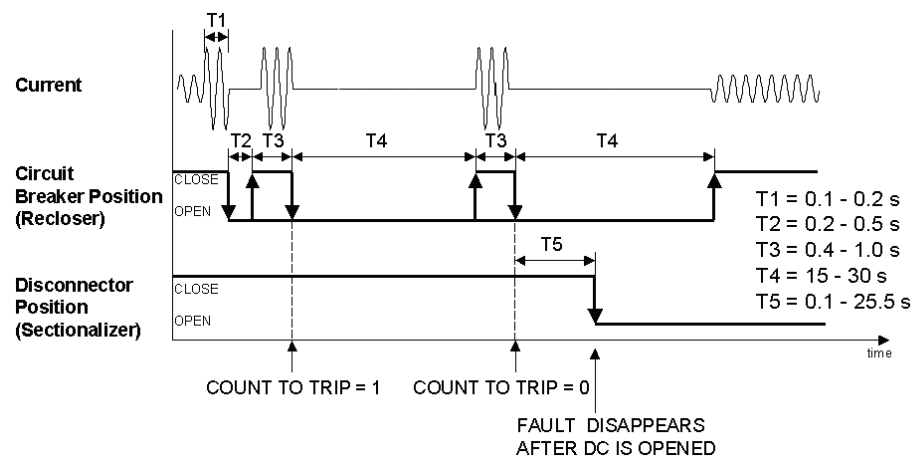 T1
Current
T2 T3 T4 T3 T4
Circuit
Breaker Position
(Recloser)
CLOSE
OPEN
T1 = 0.1 - 0.2 s
T2 = 0.2 - 0.5 s
T3 = 0.4 - 1.0 s
T4 = 15 - 30 s
T5 = 0.1 - 25.5 s
T5
Disconnector
Position
(Sectionalizer)
CLOSE
OPEN
time
COUNT TO TRIP = 1
COUNT TO TRIP = 0
FAULT DISAPPEARS
AFTER DC IS OPENED